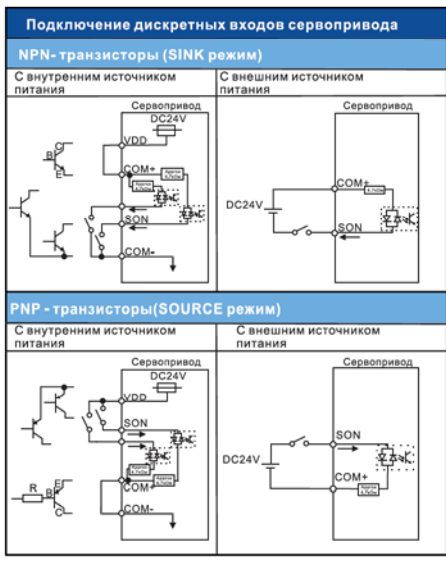 Подключение дискретных входов сервопривода
NPN- транзисторы (SINK режим)
С внутренним источником
питания
С внешним источником
питания
Сервопривод
DC24V
VDD
C
B
E
COM+
SON
COM-
Сервопривод
COM+
DC24V
SON
PNP - транзисторы(SOURCE режим)
С внутренним источником
питания
С внешним источником
питания
Сервопривод
DC24V
VDD
SON
R
B
E
C
COM+
COM-
Сервопривод
SON
DC24V
COM+